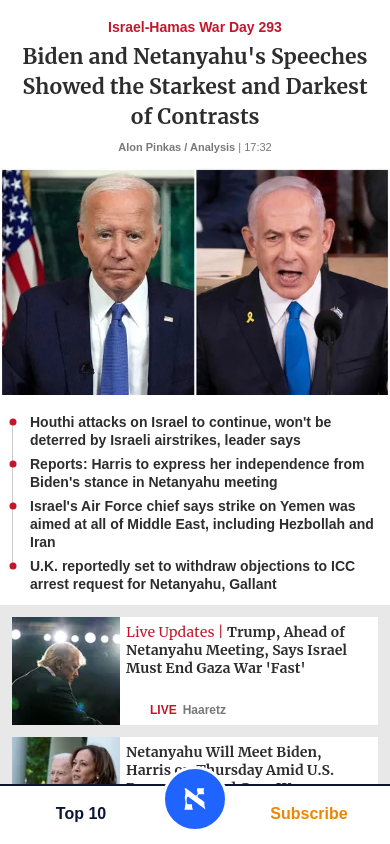 Israel-Hamas War Day 293
Biden and Netanyahu's Speeches
Showed the Starkest and Darkest
of Contrasts
Alon Pinkas / Analysis | 17:32
Houthi attacks on Israel to continue, won't be
deterred by Israeli airstrikes, leader says
Reports: Harris to express her independence from
Biden's stance in Netanyahu meeting
Israel's Air Force chief says strike on Yemen was
aimed at all of Middle East, including Hezbollah and
Iran
U.K. reportedly set to withdraw objections to ICC
arrest request for Netanyahu, Gallant
Live Updates | Trump, Ahead of
Netanyahu Meeting, Says Israel
Must End Gaza War 'Fast'
LIVE Haaretz
Netanyahu Will Meet Biden,
Harris on Thursday Amid U.S.
Top 10
Subscribe